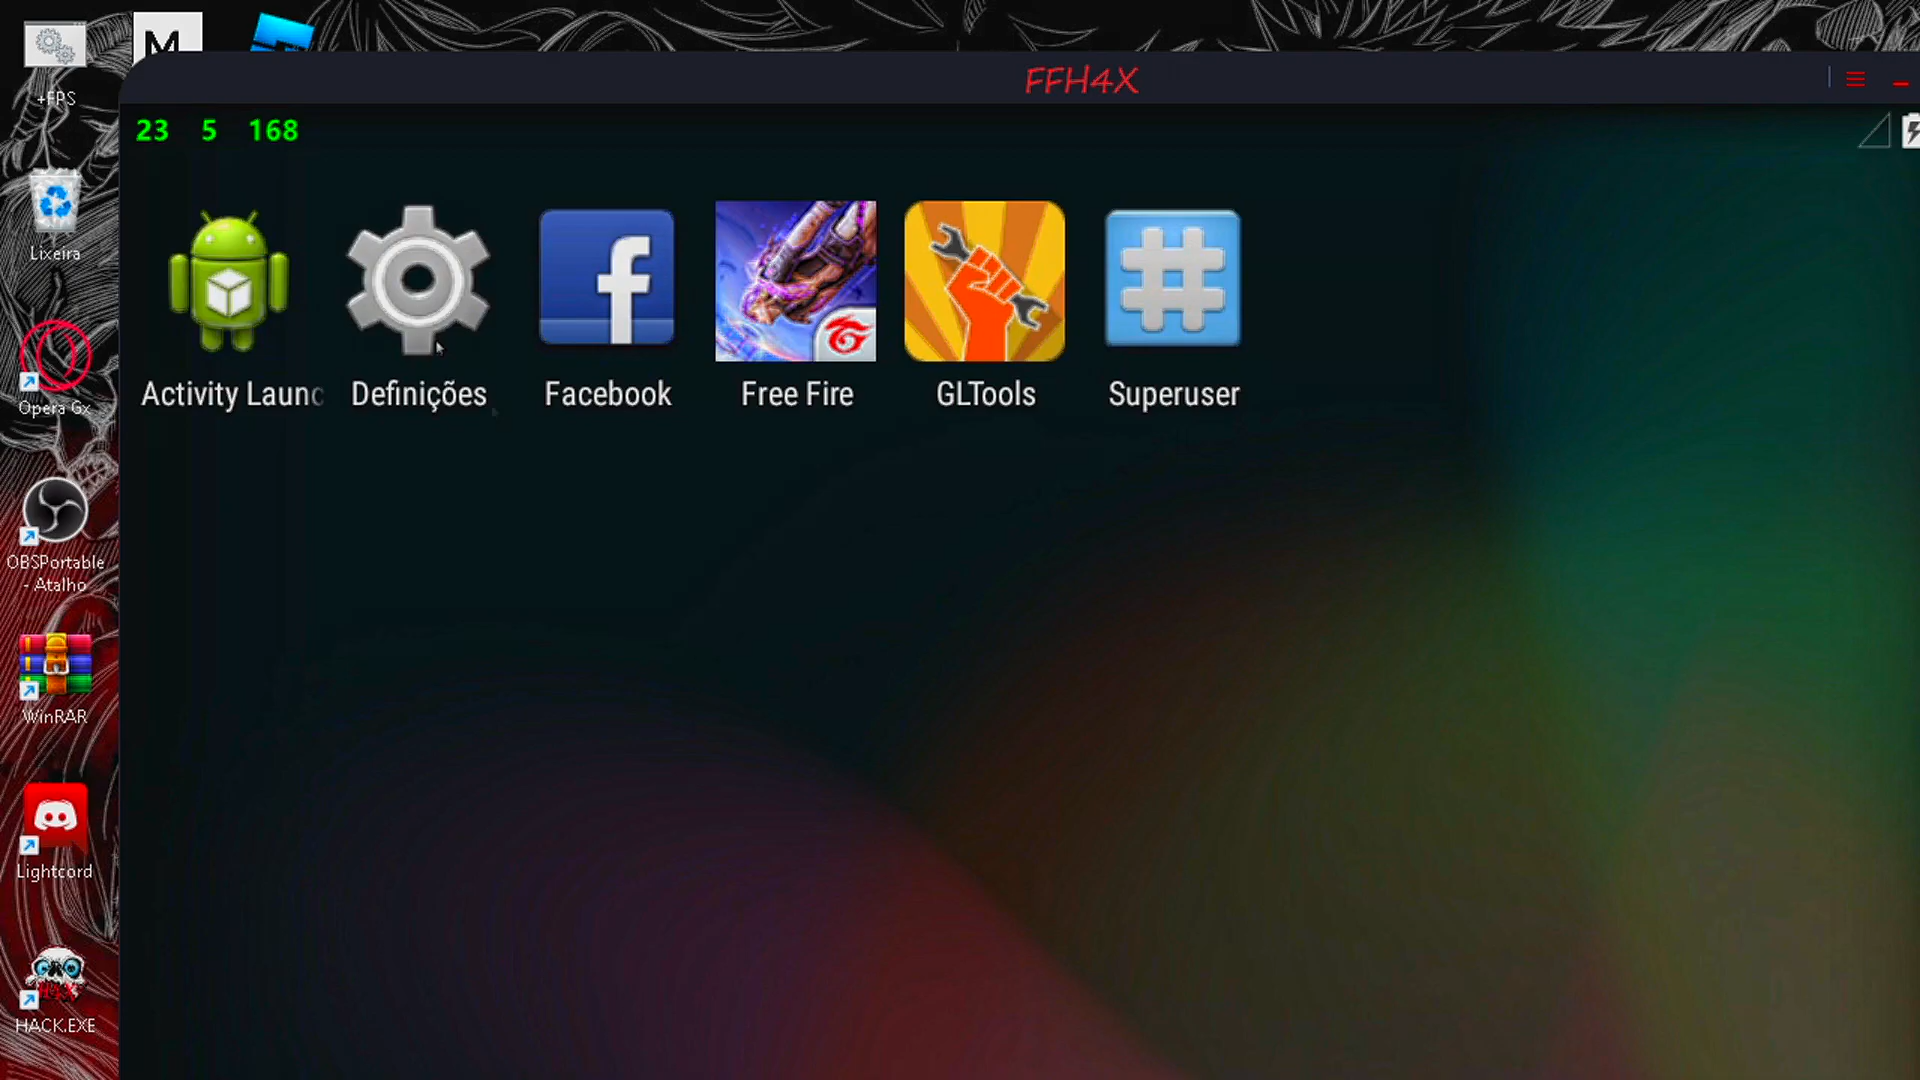 M
+FPS
FFH4X
23 5 168
Lixeira
Activity Launc
Definições
Facebook
Free Fire
GLTools
Superuser
Opera Gx
OBSPortable
- Atalho
WinRAR
Lightcord
H4X
HACK.EXE